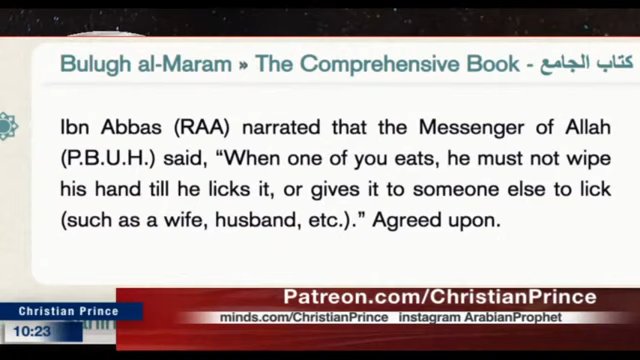 Bulugh al-Maram » The Comprehensive Book - كتاب الجامع
Ibn Abbas (RAA) narrated that the Messenger of Allah
(P.B.U.H.) said, “When one of you eats, he must not wipe
his hand till he licks it, or gives it to someone else to lick
(such as a wife, husband, etc.).” Agreed upon.
Patreon.com/ChristianPrince
Christian Prince
10:23
minds.com/ChristianPrince instagram ArabianProphet